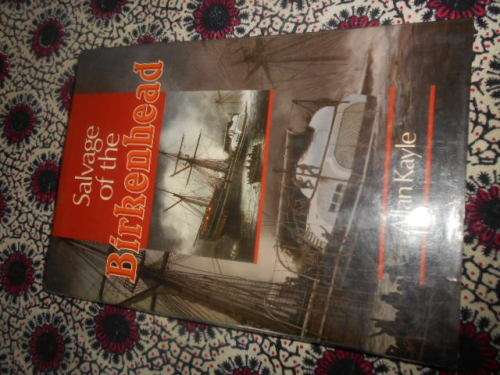 Salvage
of the
Birkenhead
Allan Kayle